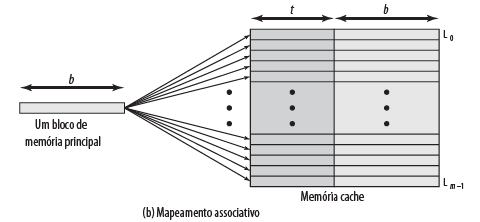 t
b
L0
b
Um bloco de
memória principal
Lm–1
Memória cache
(b) Mapeamento associativo